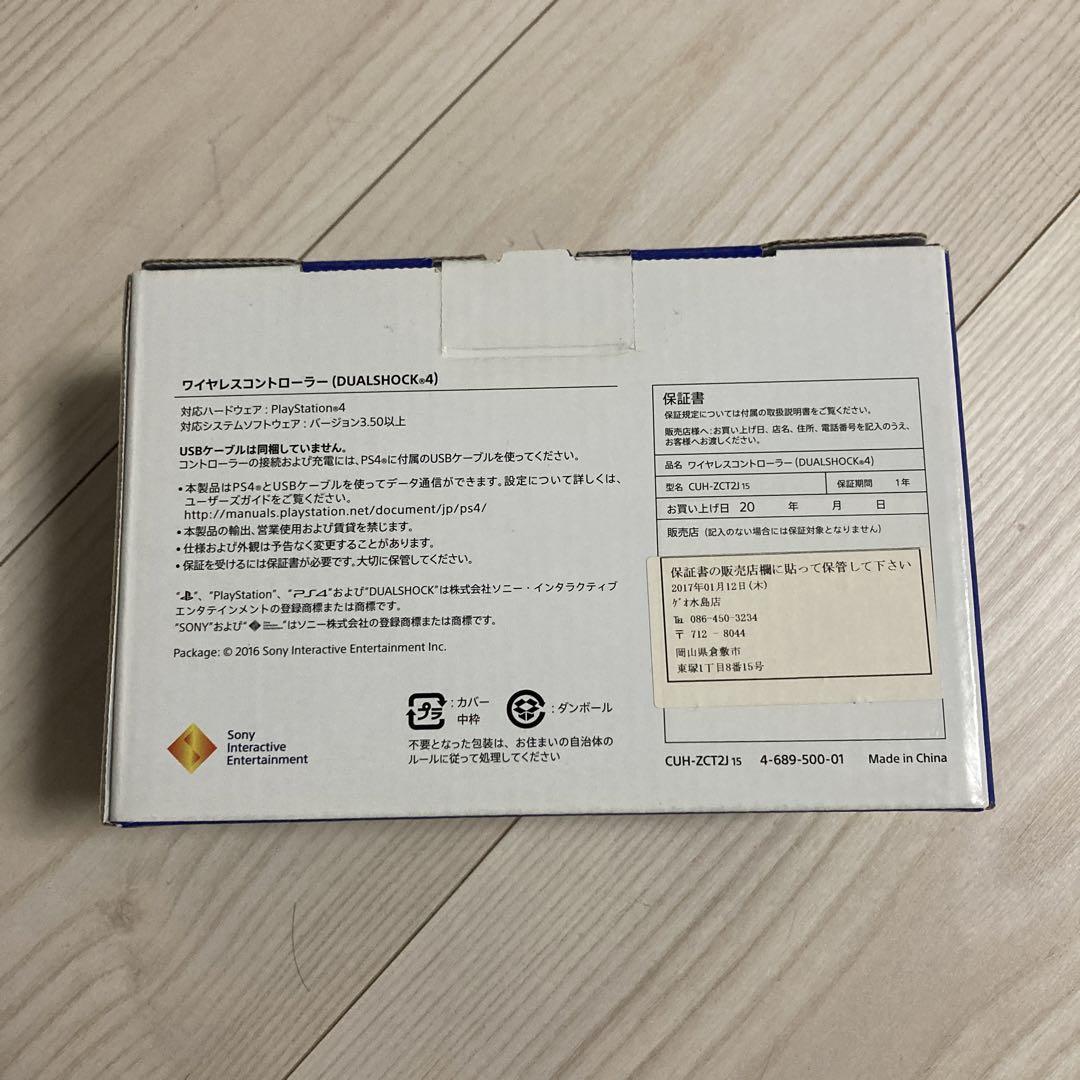 ワイヤレスコントローラー (DUALSHOCK®4)
対応ハードウェア : PlayStation®4
対応システムソフトウェア : バージョン3.50以上
USBケーブルは同梱していません。
コントローラーの接続および充電には、PS4®に付属のUSBケーブルを使ってください。
・本製品はPS4®とUSBケーブルを使ってデータ通信ができます。設定について詳しくは、
ユーザーズガイドをご覧ください。
http://manuals.playstation.net/document/jp/ps4/
・本製品の輸出、営業使用および賃貸を禁じます。
・仕様および外観は予告なく変更することがあります。
・保証を受けるには保証書が必要です。大切に保管してください。
"PS"、"PlayStation"、"PS4"および"DUALSHOCK"は株式会社ソニー・インタラクティブ
エンタテインメントの登録商標または商標です。
"SONY"および" "はソニー株式会社の登録商標または商標です。
Package: © 2016 Sony Interactive Entertainment Inc.
プラ : カバー
中枠
: ダンボール
不要となった包装は、お住まいの自治体の
ルールに従って処理してください
Sony
Interactive
Entertainment
保証書
保証規定については付属の取扱説明書をご覧ください。
販売店様へ : お買い上げ日、店名、住所、電話番号を記入のうえ、
お客様へお渡しください。
品名 ワイヤレスコントローラー (DUALSHOCK®4)
型名 CUH-ZCT2J 15 保証期間 1年
お買い上げ日 20 年 月 日
販売店 (記入のない場合には保証対象となりません)
保証書の販売店欄に貼って保管して下さい
2017年01月12日(木)
ゲオ水島店
℡ 086-450-3234
〒 712 - 8044
岡山県倉敷市
東塚1丁目8番15号
CUH-ZCT2J 15 4-689-500-01 Made in China